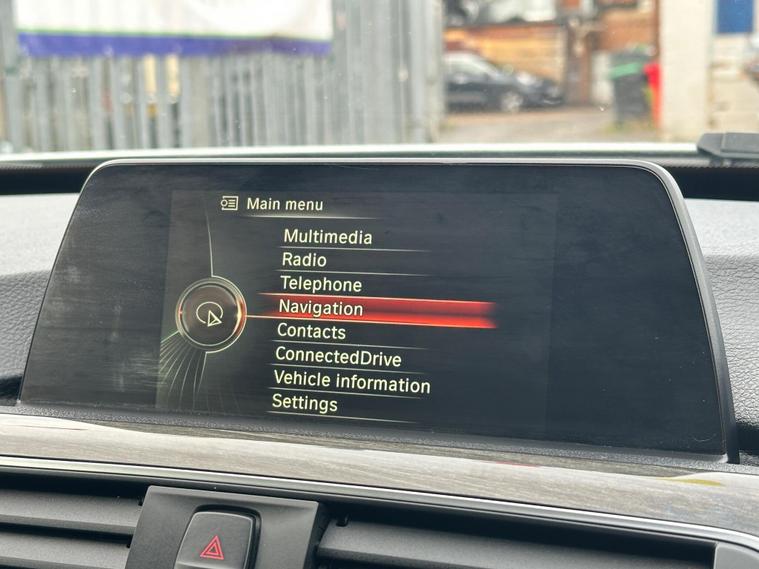 Main menu
Multimedia
Radio
Telephone
Navigation
Contacts
ConnectedDrive
Vehicle information
Settings